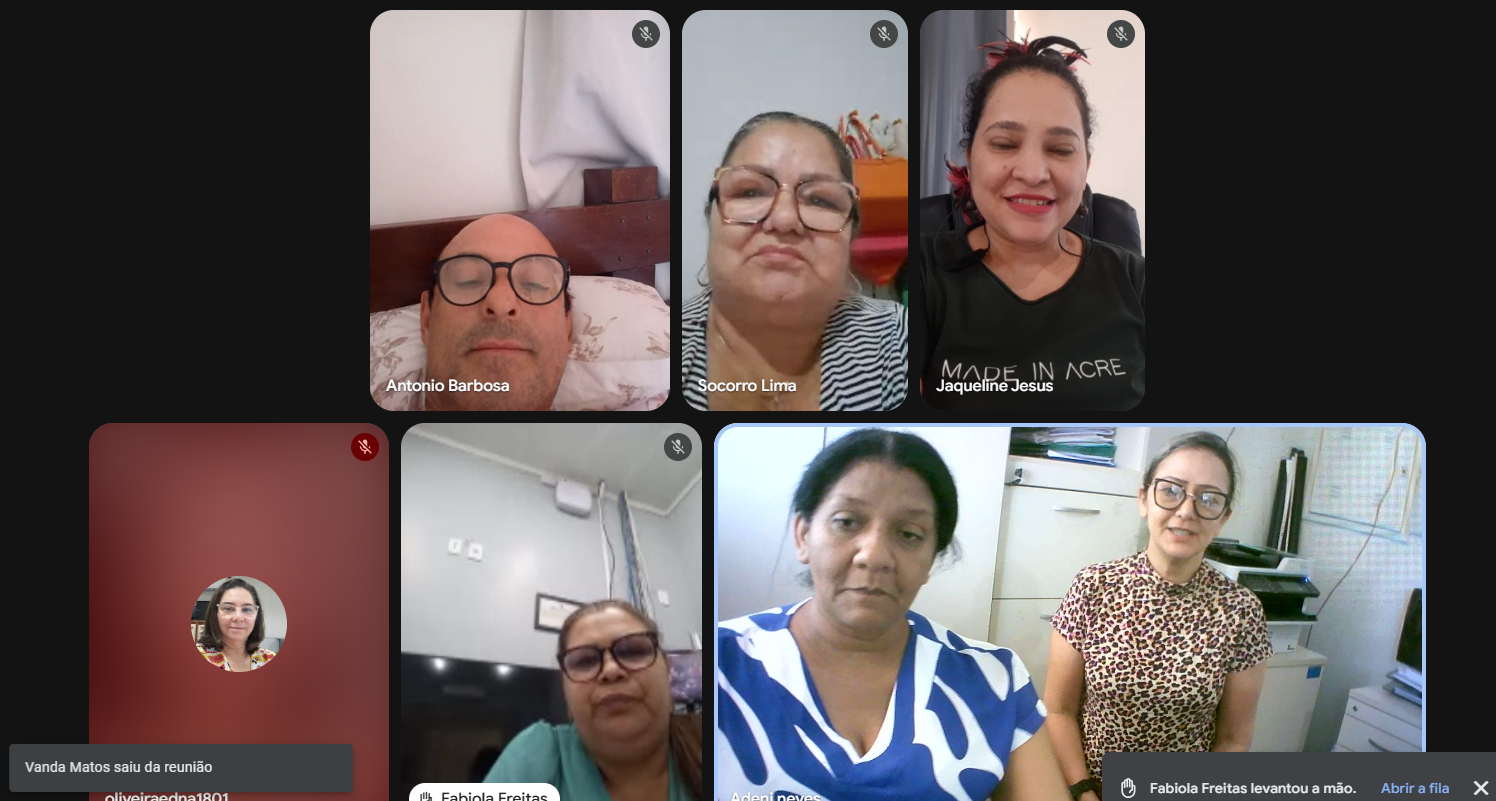 Antonio Barbosa
Socorro Lima
MADE IN ACRE
Jaqueline Jesus
Vanda Matos saiu da reunião
oliveiraedna1801
Fabiola Freitas
Adeni neves
Fabiola Freitas levantou a mão. Abrir a fila